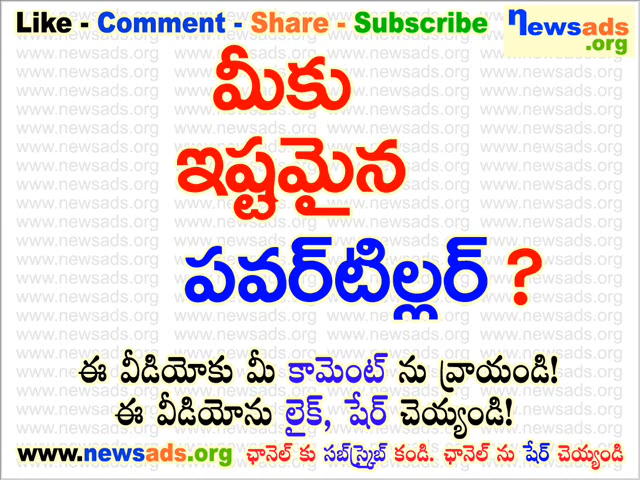 Like - Comment - Share - Subscribe
newsads
.org
మీకు
ఇష్టమైన
పవర్‌టిల్లర్ ?
ఈ వీడియోకు మీ కామెంట్ ను వ్రాయండి!
ఈ వీడియోను లైక్, షేర్ చెయ్యండి!
www.newsads.org ఛానెల్ కు సబ్‌స్క్రైబ్ కండి. ఛానెల్ ను షేర్ చెయ్యండి